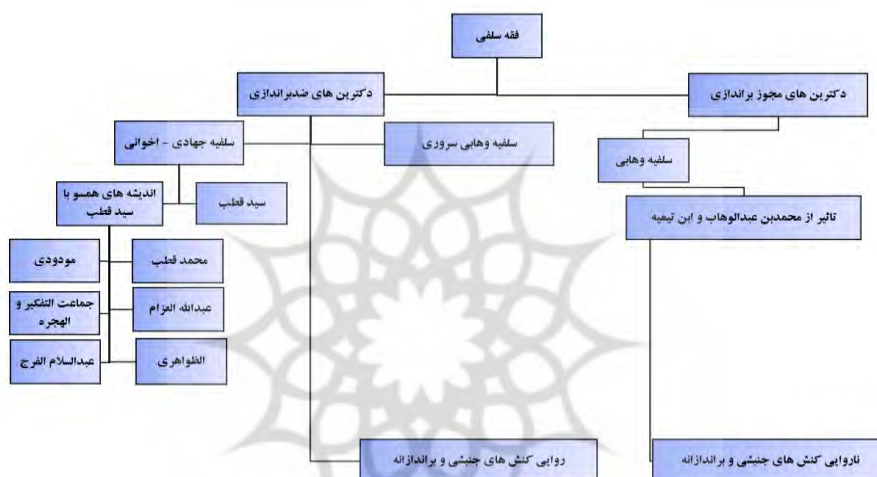 فقه سلفی
دکترین های مجوز براندازی
دکترین های ضدبراندازی
سلفیه وهابی
سلفیه وهابی سروری
سلفیه جهادی - اخوانی
تاثیر از محمدبن عبدالوهاب و ابن تیمیه
سید قطب
اندیشه های همسو با
سید قطب
محمد قطب
مودودی
عبدالله العزام
جماعت التفکیر و
الهجره
الظواهری
عبدالسلام الفرج
ناروایی کنش های جنبشی و براندازانه
روایی کنش های جنبشی و براندازانه